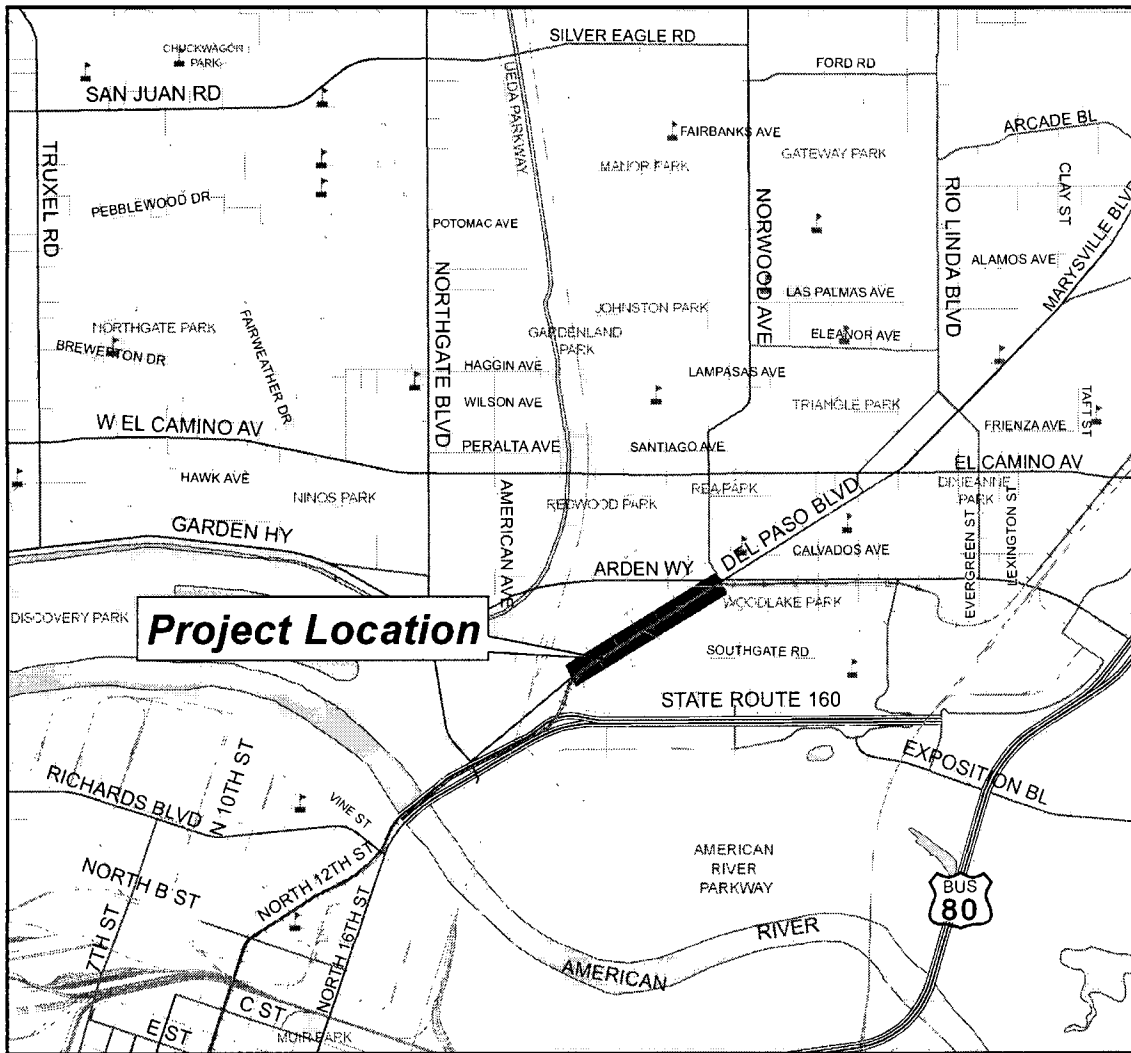 CHUCKWAGON
PARK
SILVER EAGLE RD
FORD RD
SAN JUAN RD
UEDA PARKWAY
ARCADE BL
FAIRBANKS AVE
MANOR PARK
GATEWAY PARK
TRUXEL RD
PEBBLEWOOD DR
CLAY ST
NORWOOD AVE
RIO LINDA BLVD
POTOMAC AVE
MARYSVILLE BLVD
ALAMOS AVE
NORTHGATE BLVD
LAS PALMAS AVE
JOHNSTON PARK
NORTHGATE PARK
FAIRWEATHER DR
GARDENLAND
PARK
ELEANOR AVE
BREWERTON DR
HAGGIN AVE
LAMPASAS AVE
WILSON AVE
TRIANGLE PARK
TAFT ST
W EL CAMINO AV
PERALTA AVE
SANTIAGO AVE
FRIENZA AVE
EL CAMINO AV
HAWK AVE
NINOS PARK
AMERICAN AVE
REDWOOD PARK
REA PARK
DEL PASO BLVD
DIXIEANNE
PARK
GARDEN HY
CALVADOS AVE
EVERGREEN ST
LEXINGTON ST
ARDEN WY
DISCOVERY PARK
Project Location
WOODLAKE PARK
SOUTHGATE RD
STATE ROUTE 160
EXPOSITION BL
RICHARDS BLVD
N 10TH ST
VINE ST
AMERICAN
RIVER
PARKWAY
NORTH B ST
NORTH 12TH ST
BUS
80
7TH ST
NORTH 16TH ST
AMERICAN
RIVER
C ST
E ST
MUIR PARK